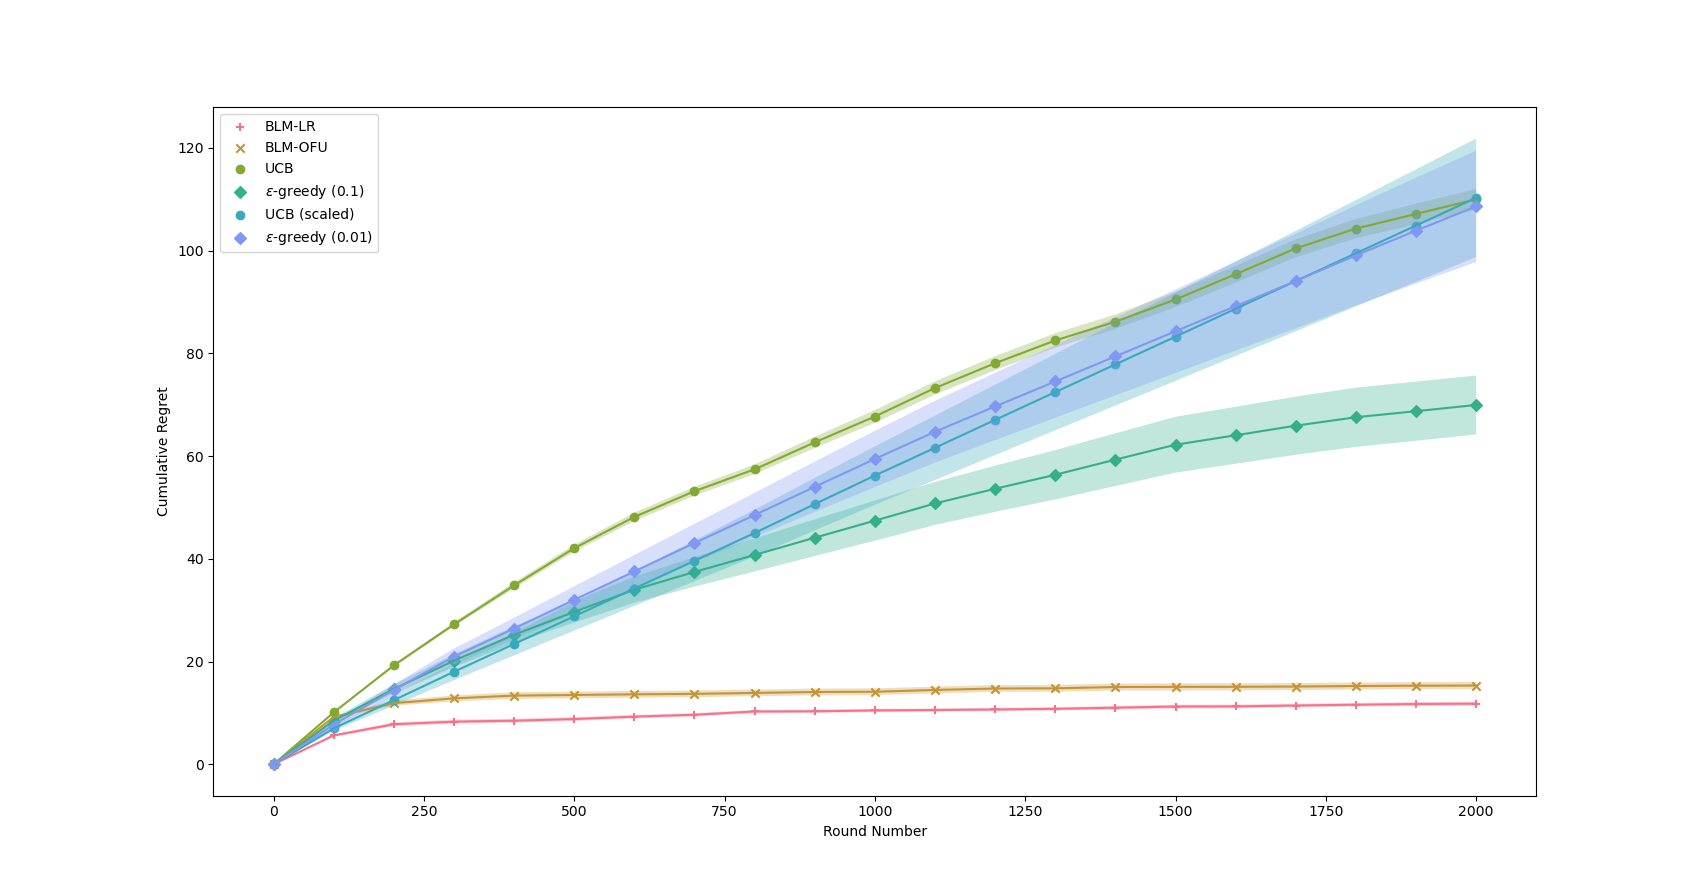 BLM-LR
BLM-OFU
UCB
ε-greedy (0.1)
UCB (scaled)
ε-greedy (0.01)
120
100
80
60
40
20
0
Cumulative Regret
0 250 500 750 1000 1250 1500 1750 2000
Round Number